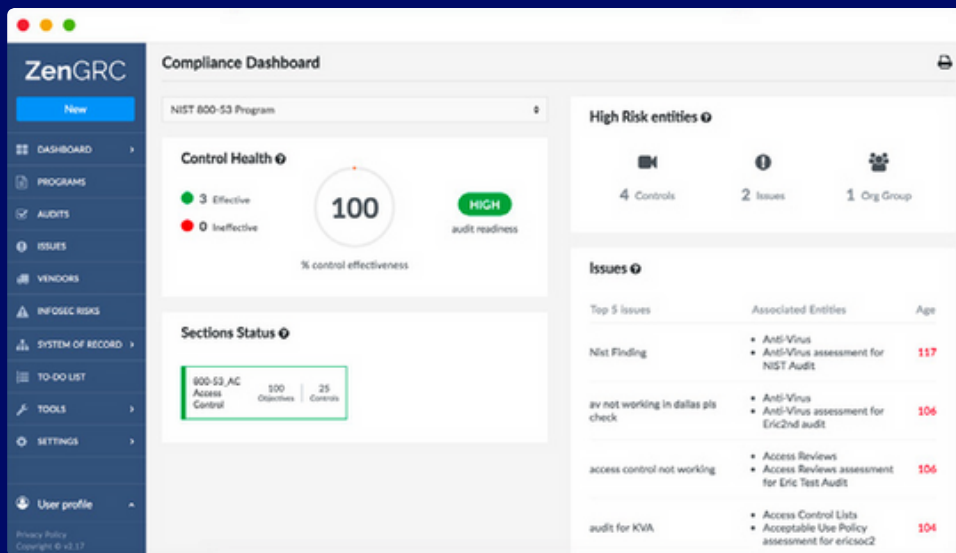 ZenGRC
New
DASHBOARD
PROGRAMS
AUDITS
ISSUES
VENDORS
INFOSEC RISKS
SYSTEM OF RECORD
TO-DO LIST
TOOLS
SETTINGS
User profile
Privacy Policy
Copyright © v2.17
Compliance Dashboard
NIST 800-53 Program
Control Health
3 Effective
0 Ineffective
100
% control effectiveness
HIGH
audit readiness
Sections Status
800-53_AC
Access
Control
100
Objectives
25
Controls
High Risk entities
4 Controls
2 Issues
1 Org Group
Issues
Top 5 issues Associated Entities Age
Nist Finding
• Anti-Virus
• Anti-Virus assessment for
NIST Audit
117
av not working in dallas pls
check
• Anti-Virus
• Anti-Virus assessment for
Eric2nd audit
106
access control not working
• Access Reviews
• Access Reviews assessment
for Eric Test Audit
106
audit for KVA
• Access Control Lists
• Acceptable Use Policy
assessment for ericsoc2
104